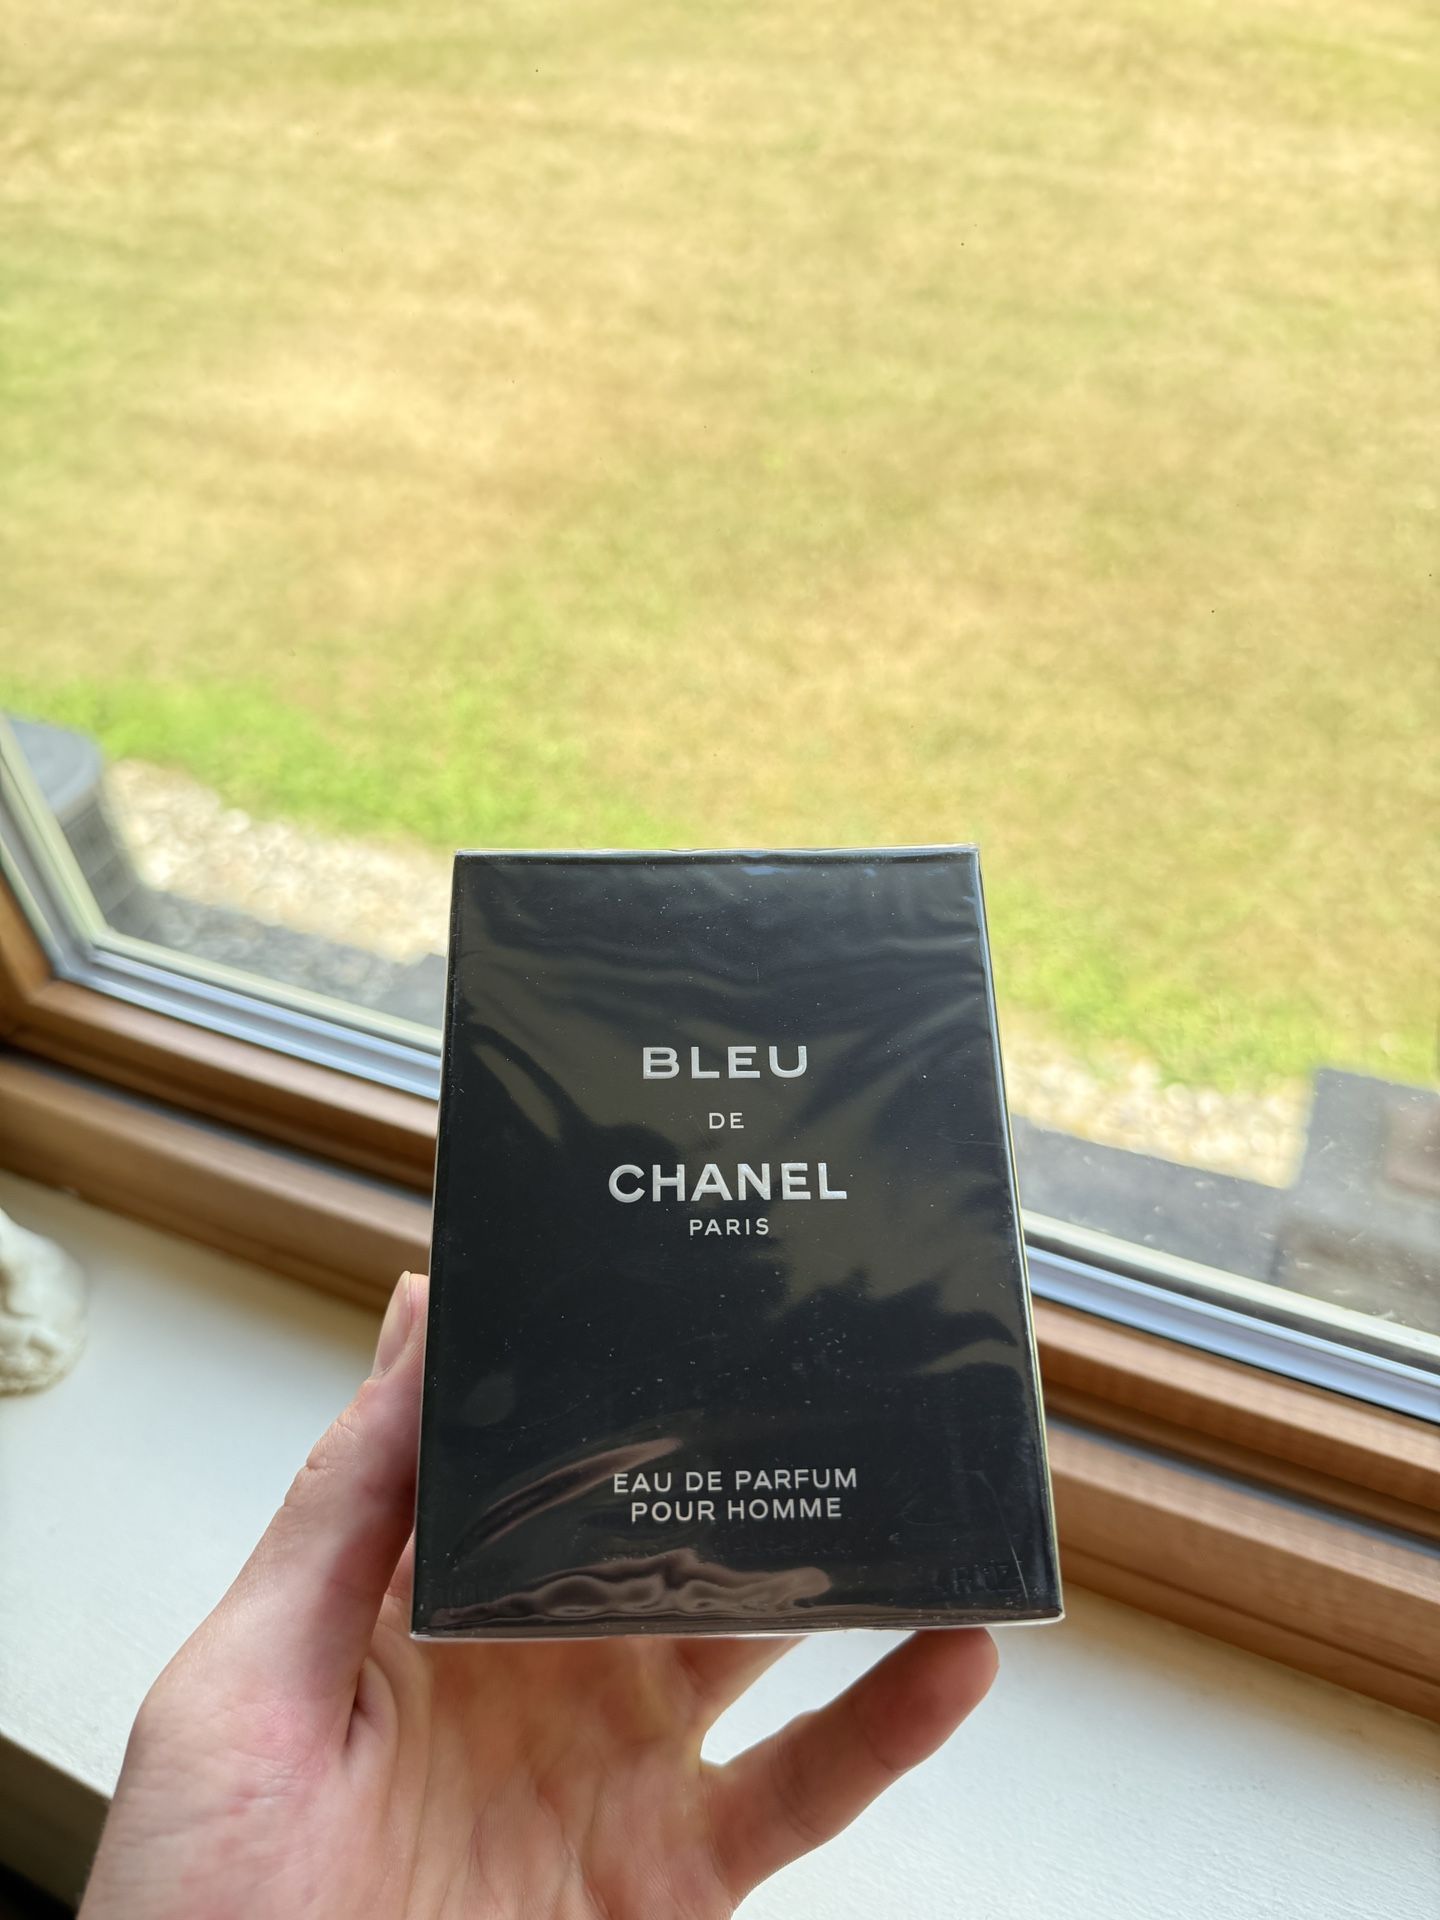 BLEU
DE
CHANEL
PARIS
EAU DE PARFUM
POUR HOMME